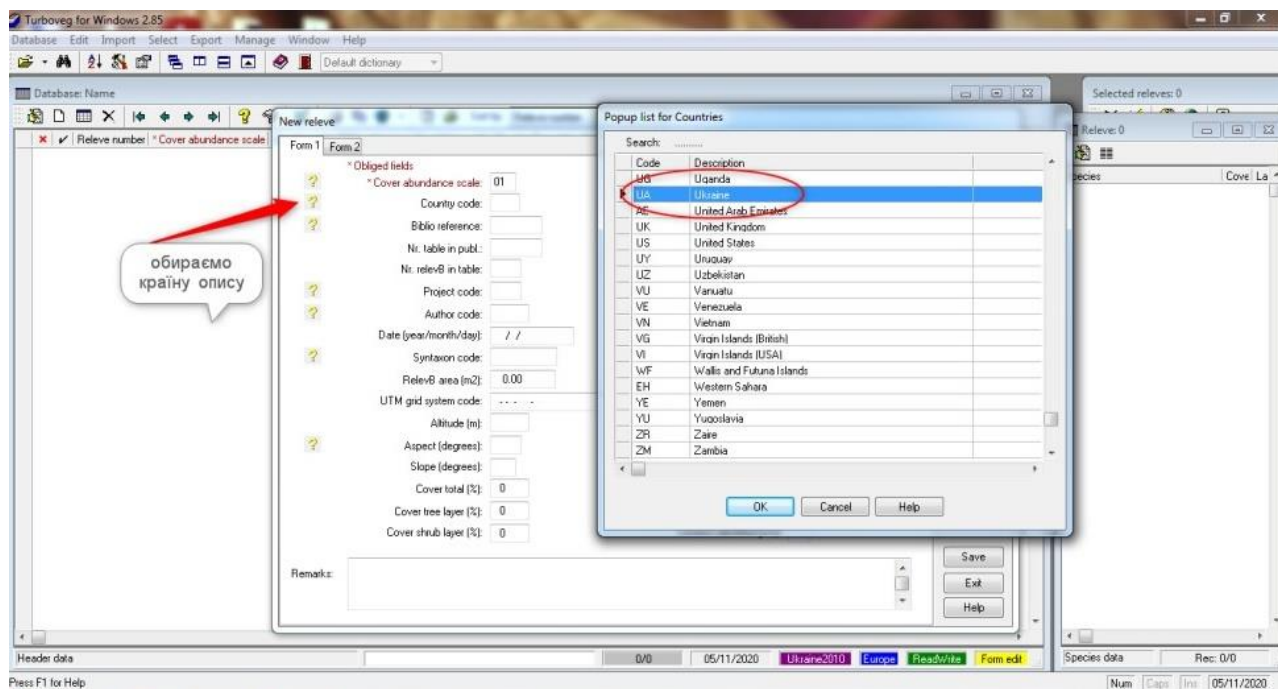 Turboveg for Windows 2.85
Database Edit Import Select Export Manage Window Help
Default dictionary
Database: Name
Selected releves: 0
Releve number * Cover abundance scale
New releve
Form 1 Form 2
* Obliged fields
* Cover abundance scale: 01
Country code:
Biblio reference:
Nr. table in publ.:
Nr. relevB in table:
Project code:
Author code:
Date (year/month/day): / /
Syntaxon code:
RelevB area (m2): 0.00
UTM grid system code:
Altitude (m):
Aspect (degrees):
Slope (degrees):
Cover total (%): 0
Cover tree layer (%): 0
Cover shrub layer (%): 0
Remarks:
Save
Exit
Help
обираємо
країну опису
Popup list for Countries
Search: ..........
Code Description
UG Uganda
UA Ukraine
AE United Arab Emirates
UK United Kingdom
US United States
UY Uruguay
UZ Uzbekistan
VU Vanuatu
VE Venezuela
VN Vietnam
VG Virgin Islands (British)
VI Virgin Islands (USA)
WF Wallis and Futuna Islands
EH Western Sahara
YE Yemen
YU Yugoslavia
ZR Zaire
ZM Zambia
OK Cancel Help
Releve: 0
ecies Cove La
Header data 0/0 05/11/2020 Ukraine2010 Europe ReadWrite Form edit
Species data Rec: 0/0
Press F1 for Help
Num Caps Ins 05/11/2020